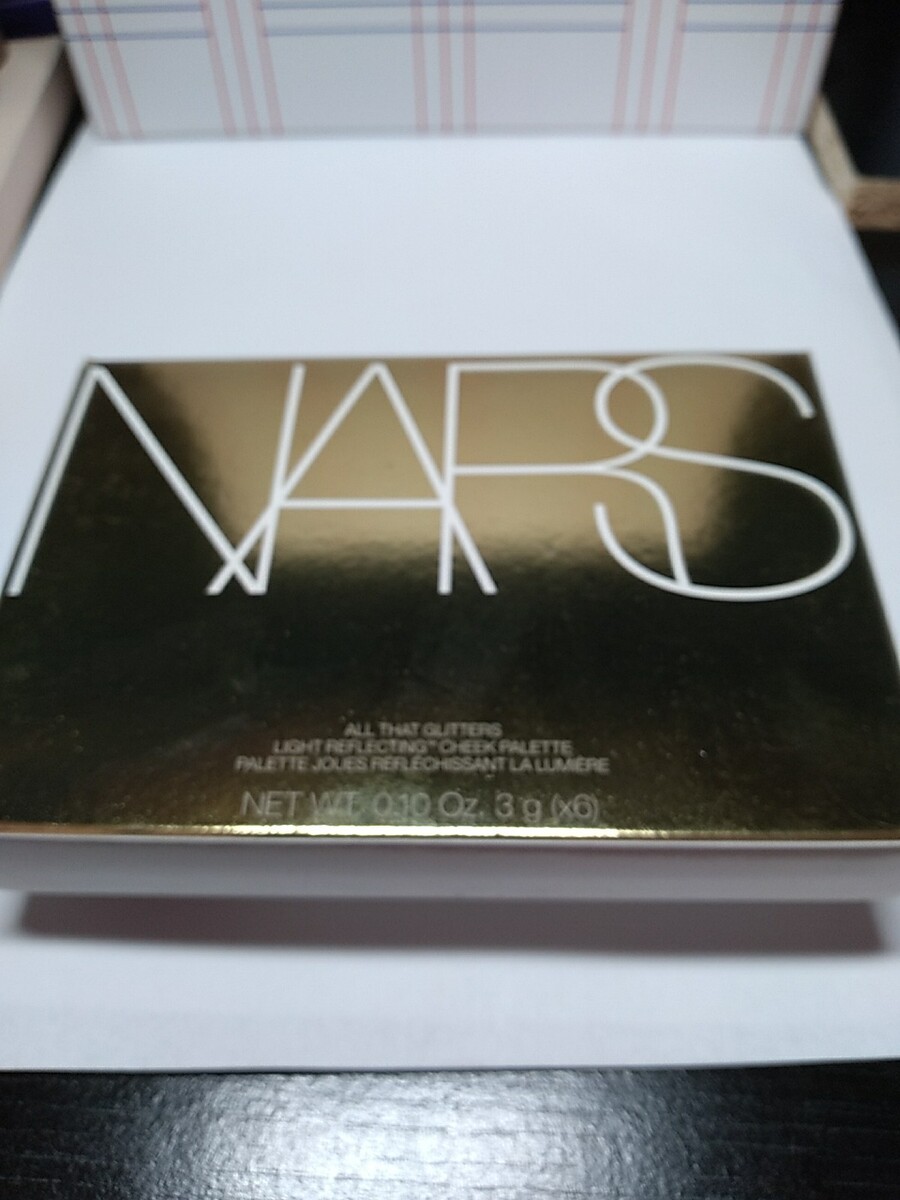 NARS
ALL THAT GLITTERS
LIGHT REFLECTING™ CHEEK PALETTE
PALETTE JOUES RÉFLÉCHISSANT LA LUMIÈRE
NET WT. 0.10 Oz. 3 g (x6)